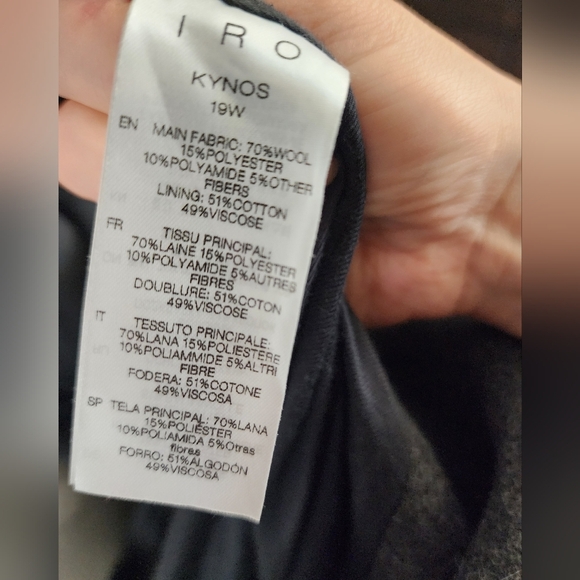 IRO
KYNOS
19W
EN MAIN FABRIC: 70%WOOL
15%POLYESTER
10%POLYAMIDE 5%OTHER
FIBERS
LINING: 51%COTTON
49%VISCOSE
FR TISSU PRINCIPAL:
70%LAINE 15%POLYESTER
10%POLYAMIDE 5%AUTRES
FIBRES
DOUBLURE: 51%COTON
49%VISCOSE
IT TESSUTO PRINCIPALE:
70%LANA 15%POLIESTERE
10%POLIAMMIDE 5%ALTRI
FIBRE
FODERA: 51%COTONE
49%VISCOSA
SP TELA PRINCIPAL: 70%LANA
15%POLIÉSTER
10%POLIAMIDA 5%Otras
fibras
FORRO: 51%ALGODÓN
49%VISCOSA